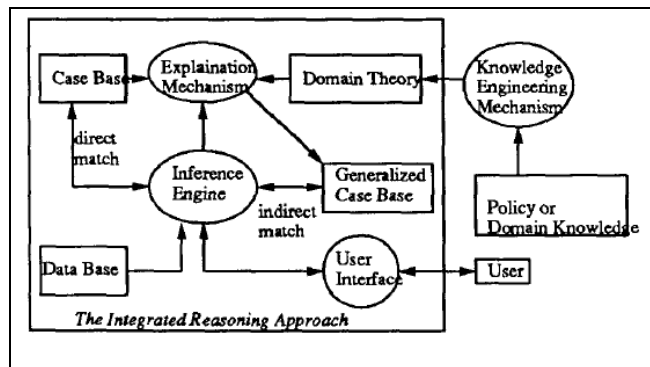 Case Base
Explaination
Mechanism
Domain Theory
Knowledge
Engineering
Mechanism
direct
match
Inference
Engine
indirect
match
Generalized
Case Base
Policy or
Domain Knowledge
Data Base
User
Interface
User
The Integrated Reasoning Approach